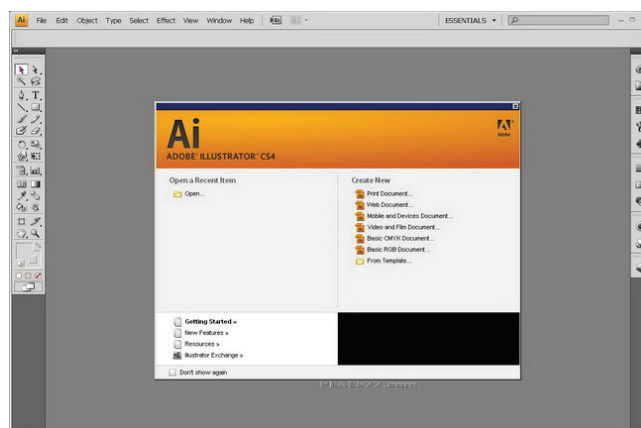 Ai File Edit Object Type Select Effect View Window Help Br ESSENTIALS
Ai
ADOBE® ILLUSTRATOR® CS4
Adobe
Open a Recent Item
Open...
Create New
Print Document...
Web Document...
Mobile and Devices Document...
Video and Film Document...
Basic CMYK Document...
Basic RGB Document...
From Template...
Getting Started »
New Features »
Resources »
Illustrator Exchange »
Don't show again